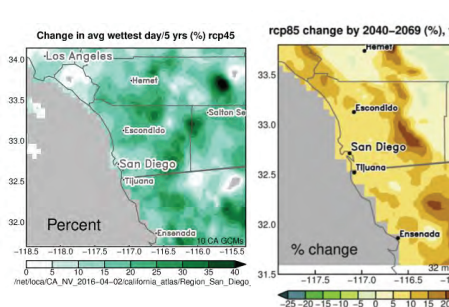 Change in avg wettest day/5 yrs (%) rcp45
Los Angeles
Hemet
Salton Se
Escondido
San Diego
Tijuana
Ensenada
Percent
10 CA GCMs
34.0
33.5
33.0
32.5
32.0
-118.5 -118.0 -117.5 -117.0 -116.5 -116.0
0 5 10 15 20 25 30 35 40
/net/loca/CA_NV_2016-04-02/california_atlas/Region_San_Diego_
rcp85 change by 2040-2069 (%),
Hemet
Escondido
San Diego
Tijuana
Ensenada
% change
32 m
33.5
33.0
32.5
32.0
31.5
-117.5 -117.0 -116.5
-25 -20 -15 -10 -5 0 5 10 15 20